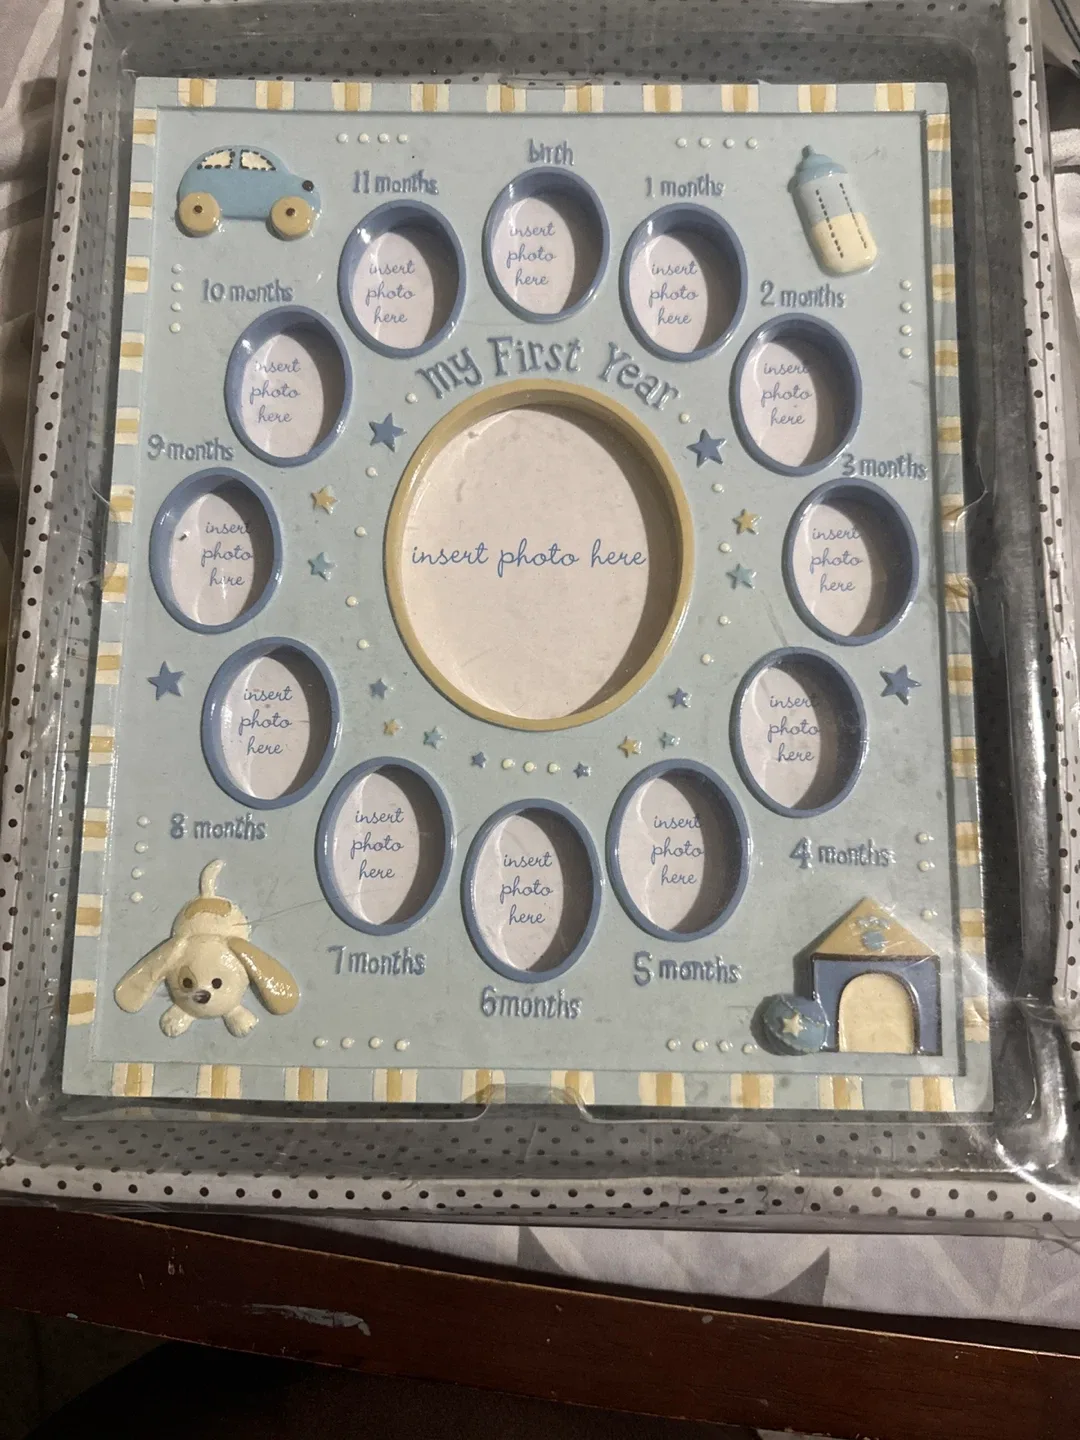 birth
insert
photo
here
11 months
insert
photo
here
1 months
insert
photo
here
10 months
insert
photo
here
2 months
insert
photo
here
My First Year
insert photo here
9 months
insert
photo
here
3 months
insert
photo
here
8 months
insert
photo
here
4 months
insert
photo
here
7 months
insert
photo
here
6 months
insert
photo
here
5 months
insert
photo
here